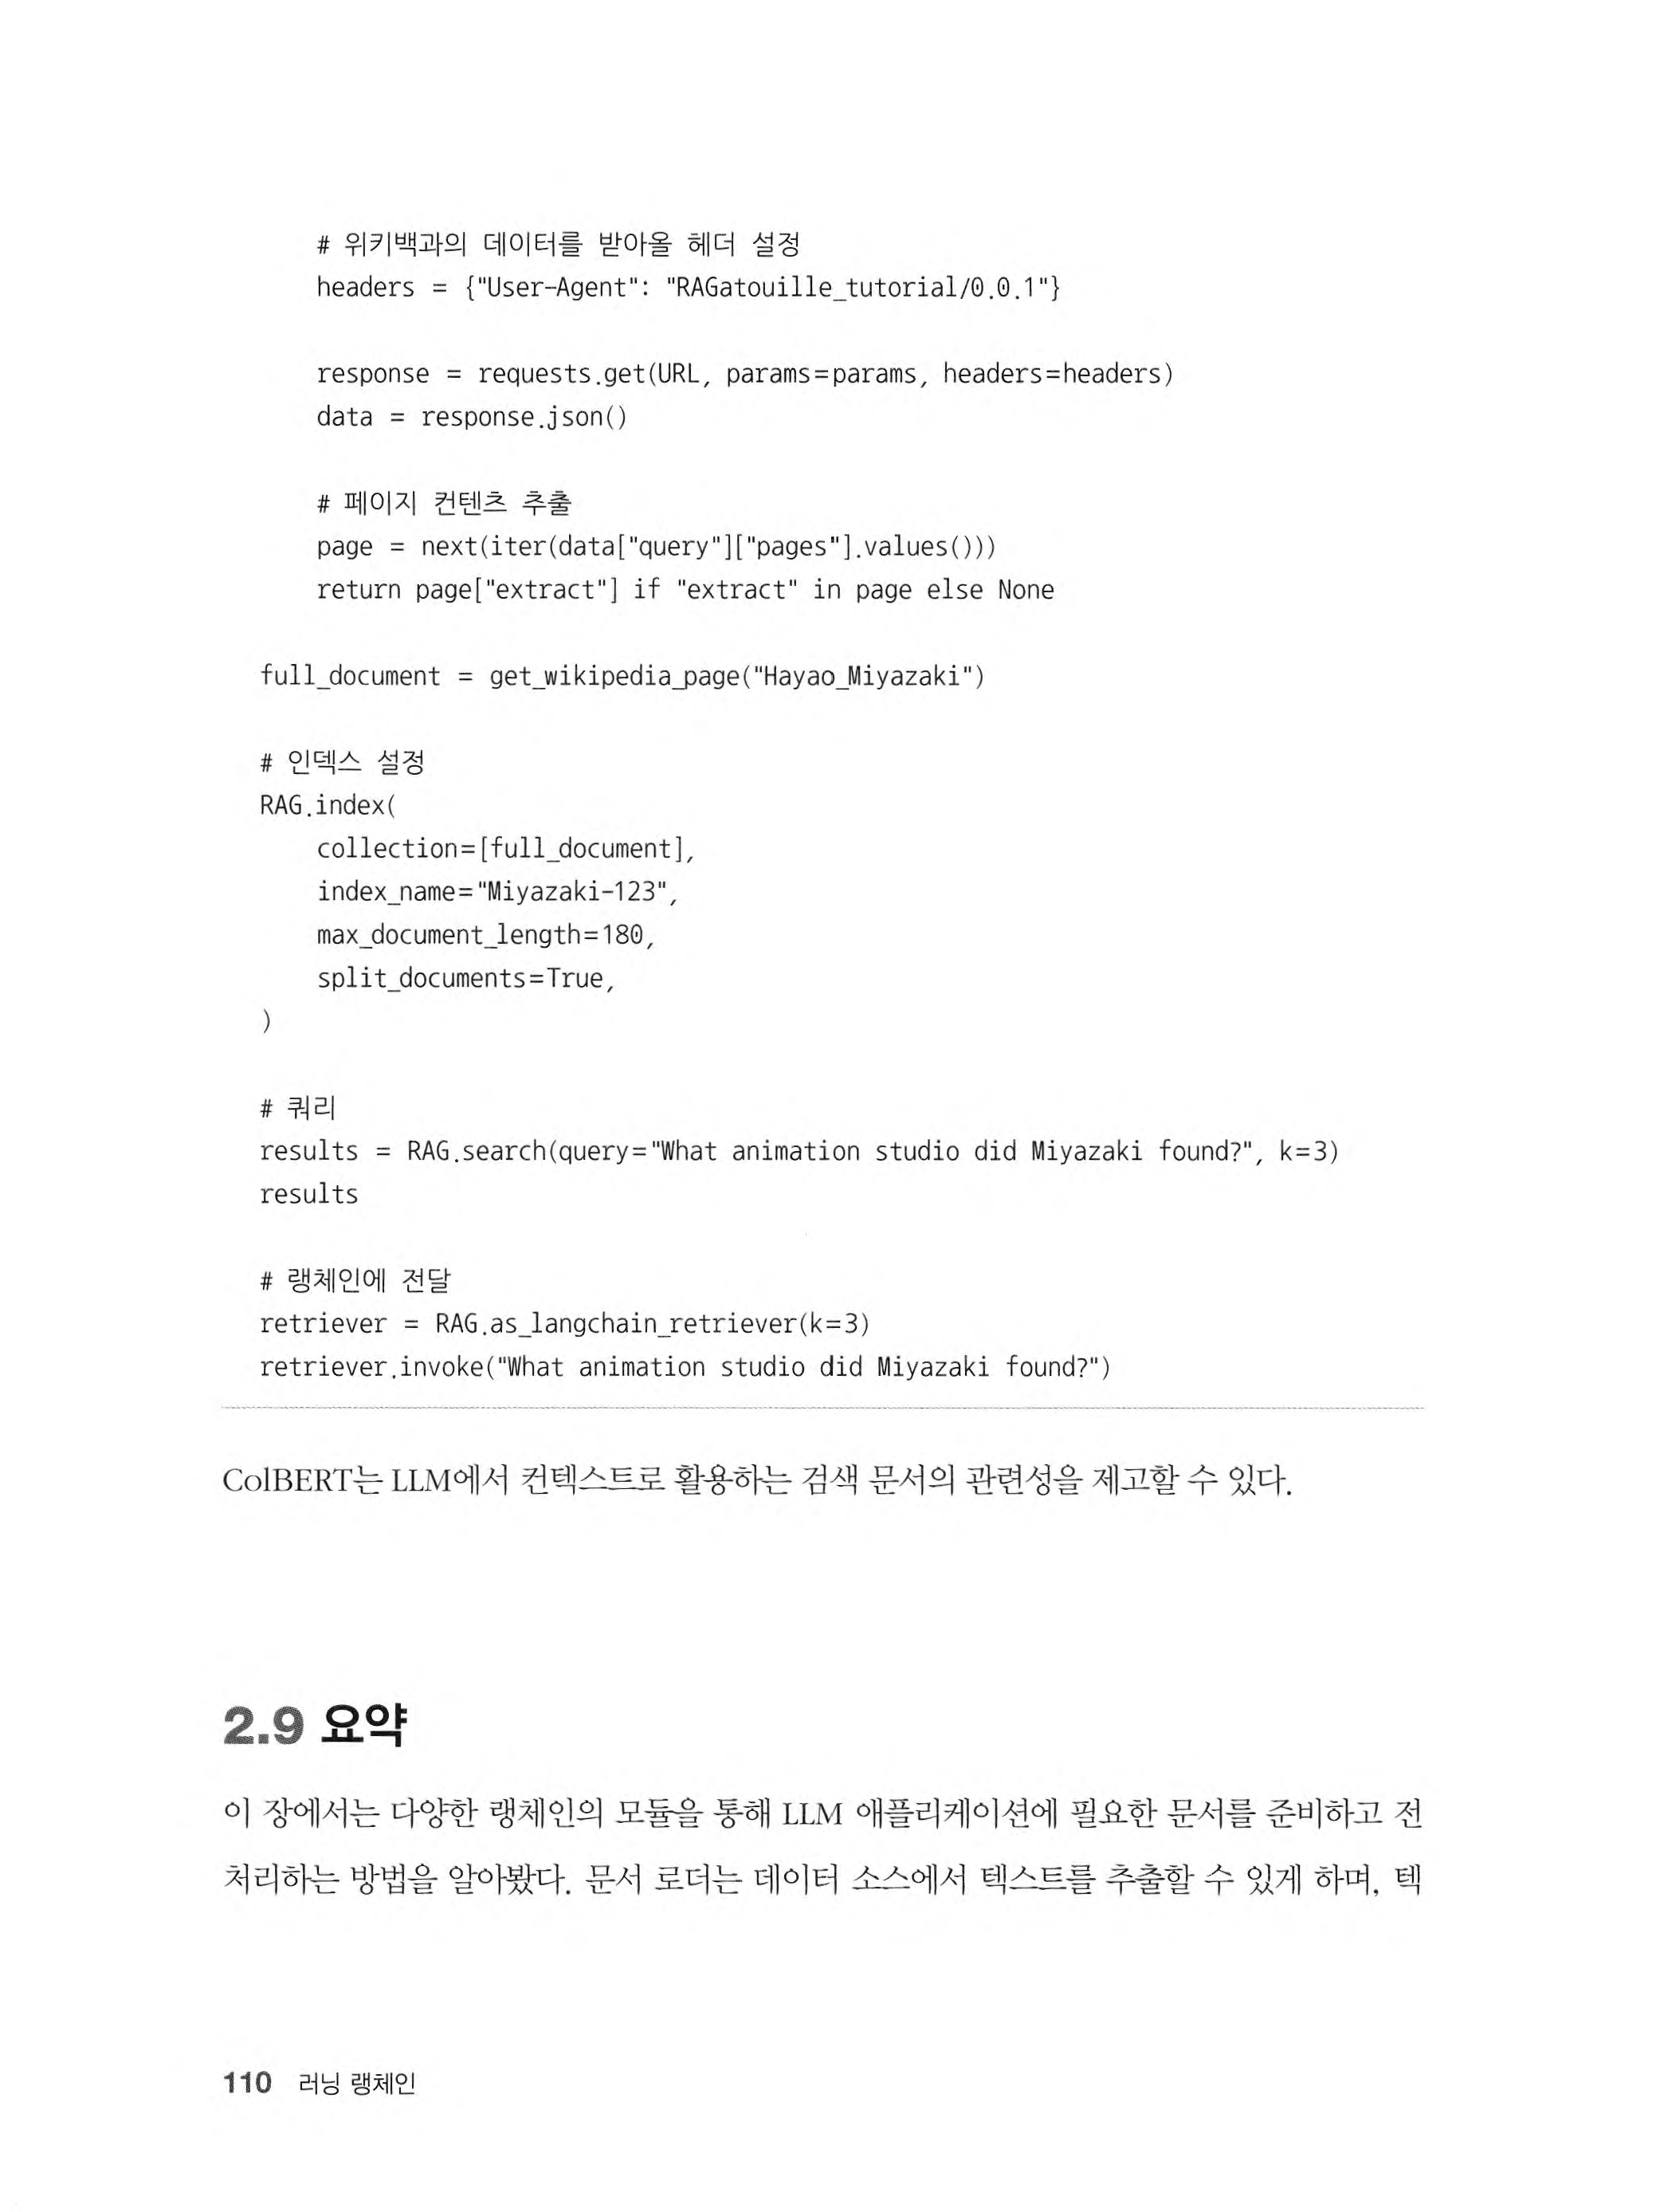 # 위키백과의 데이터를 받아올 헤더 설정
headers = {"User-Agent": "RAGatouille_tutorial/0.0.1"}
response = requests.get(URL, params=params, headers=headers)
data = response.json()
# 페이지 컨텐츠 추출
page = next(iter(data["query"]["pages"].values()))
return page["extract"] if "extract" in page else None
full_document = get_wikipedia_page("Hayao_Miyazaki")
# 인덱스 설정
RAG.index(
collection=[full_document],
index_name="Miyazaki-123",
max_document_length=180,
split_documents=True,
)
# 쿼리
results = RAG.search(query="What animation studio did Miyazaki found?", k=3)
results
# 랭체인에 전달
retriever = RAG.as_langchain_retriever(k=3)
retriever.invoke("What animation studio did Miyazaki found?")
ColBERT는 LLM에서 컨텍스트로 활용하는 검색 문서의 관련성을 제고할 수 있다.
2.9 요약
이 장에서는 다양한 랭체인의 모듈을 통해 LLM 애플리케이션에 필요한 문서를 준비하고 전
처리하는 방법을 알아봤다. 문서 로더는 데이터 소스에서 텍스트를 추출할 수 있게 하며, 텍
110 러닝 랭체인